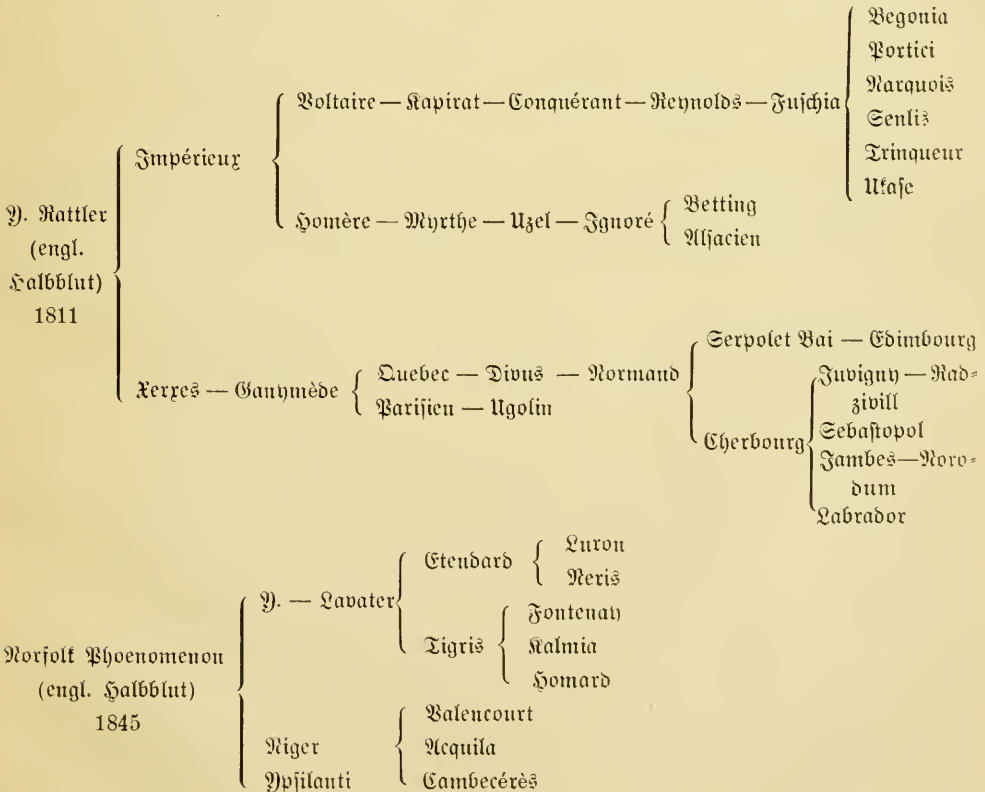 Y. Rattler
(engl.
Halbblut)
1811
Impérieux
Voltaire — Kapirat — Conquérant — Reynolds — Fuschia
Begonia
Portici
Narquois
Senlis
Trinqueur
Ukase
Homère — Myrthe — Uzel — Ignoré
Betting
Alsacien
Xerxes — Ganymède
Quebec — Divus — Normand
Parisien — Ugolin
Serpolet Bai — Edimbourg
Cherbourg
Juvigny — Rad-
zivill
Sebastopol
Jambes — Noro-
dum
Labrador
Norfolk Phoenomenon
(engl. Halbblut)
1845
Y. — Lavater
Etendard
Luron
Neris
Tigris
Fontenay
Kalmia
Homard
Niger
Ypsilanti
Valencourt
Acquila
Cambecérès